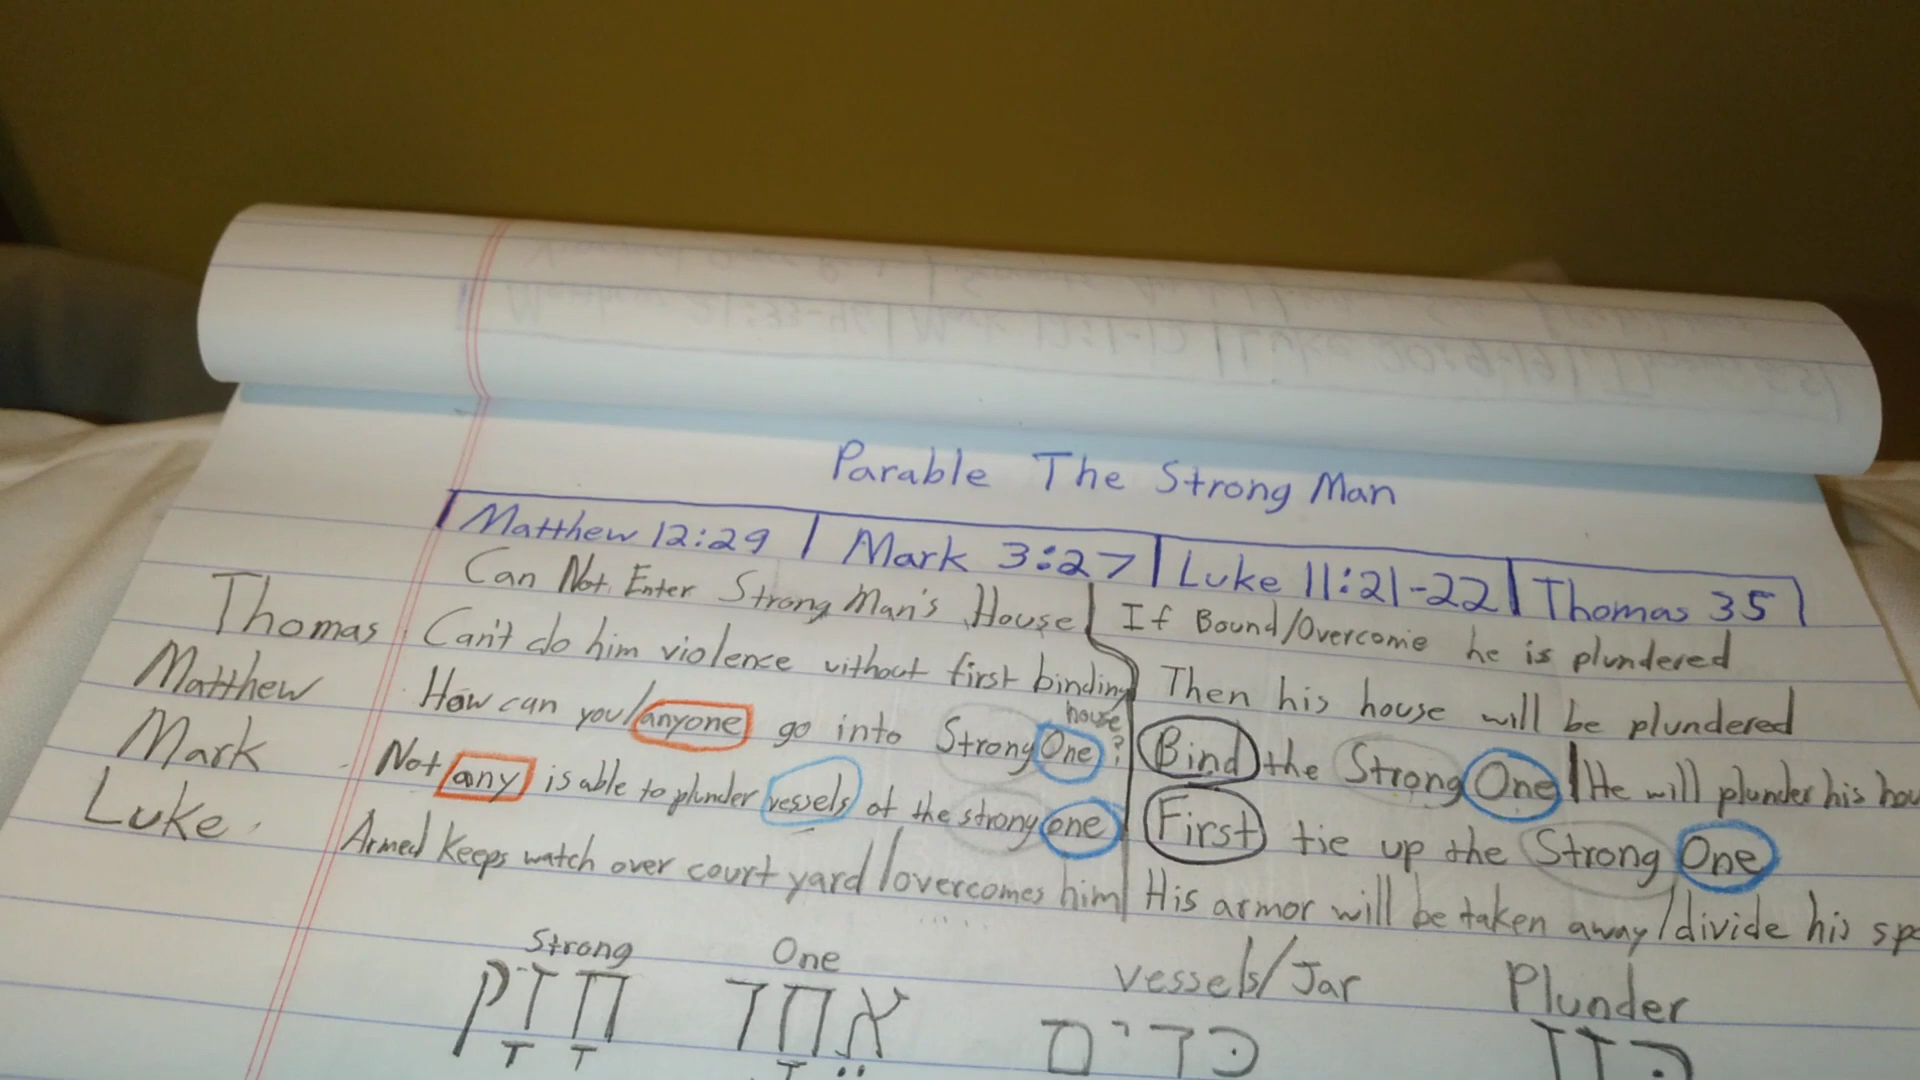 Parable The Strong Man
Matthew 12:29 | Mark 3:27 | Luke 11:21-22 | Thomas 35
Can Not Enter Strong Man's House | If Bound/Overcome he is plundered
Thomas Can't do him violence without first binding | Then his house will be plundered
Matthew How can you/anyone go into Strong One house? | Bind the Strong One | He will plunder his
Mark Not any is able to plunder vessels of the strong one | First tie up the Strong One
Luke Armed keeps watch over court yard/overcomes him | His armor will be taken away/divide his
Strong One Vessels/Jar Plunder
חָזָק אֶחָד כּדים